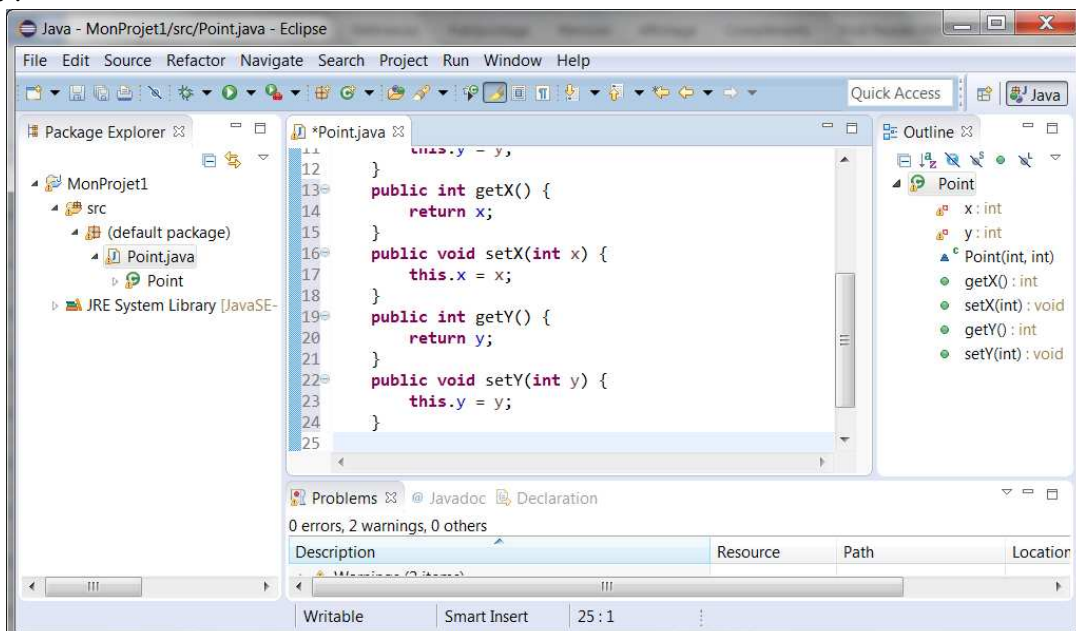 Java - MonProjet1/src/Point.java - Eclipse
File Edit Source Refactor Navigate Search Project Run Window Help
Quick Access
Java
Package Explorer
MonProjet1
src
(default package)
Point.java
Point
JRE System Library [JavaSE-
*Point.java
11 this.y = y;
12 }
13 public int getX() {
14 return x;
15 }
16 public void setX(int x) {
17 this.x = x;
18 }
19 public int getY() {
20 return y;
21 }
22 public void setY(int y) {
23 this.y = y;
24 }
25
Outline
Point
x : int
y : int
Point(int, int)
getX() : int
setX(int) : void
getY() : int
setY(int) : void
Problems @ Javadoc Declaration
0 errors, 2 warnings, 0 others
Description Resource Path Location
Warnings (2 items)
Writable Smart Insert 25 : 1